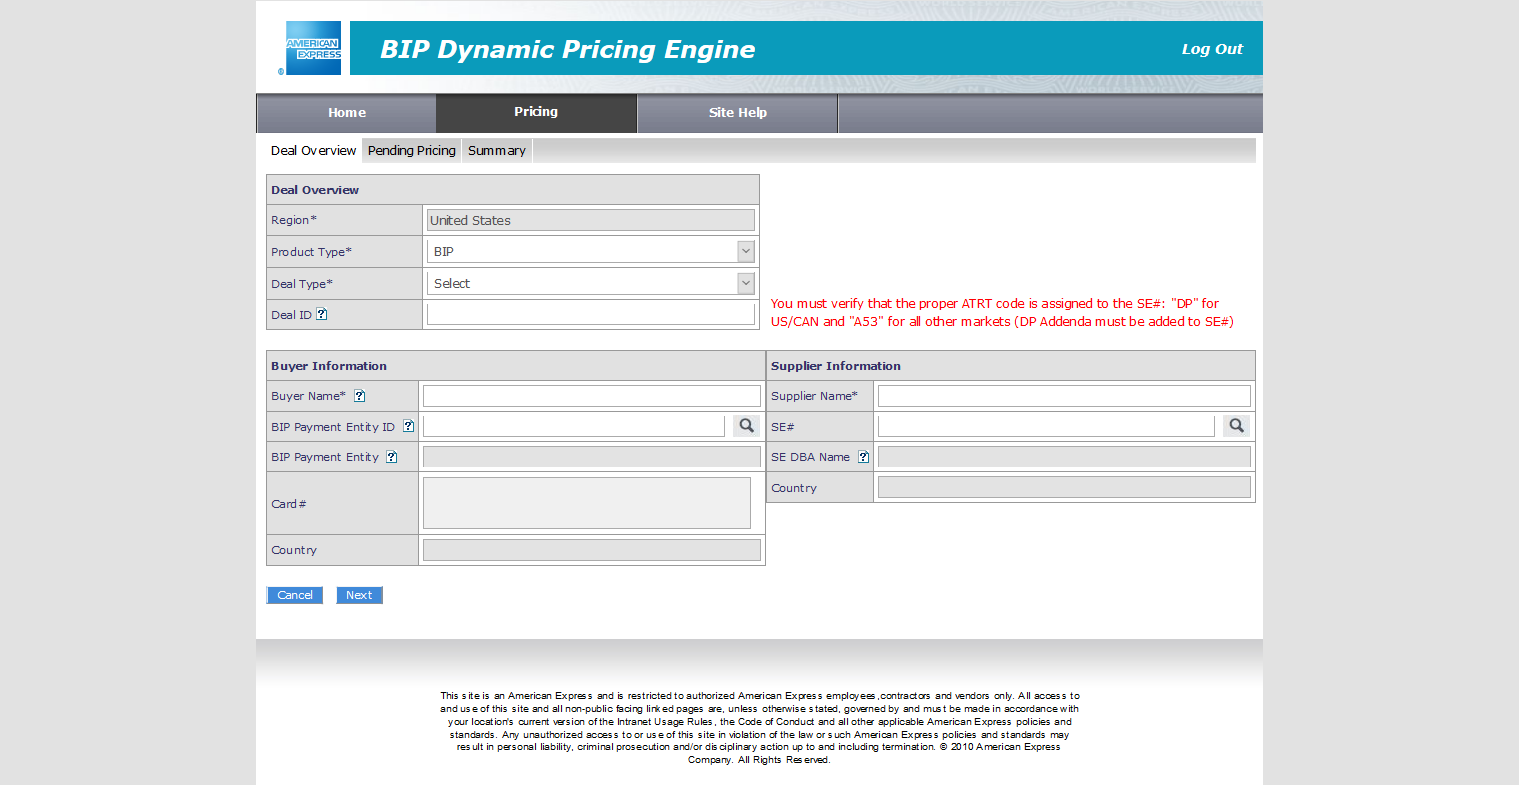 AMERICAN
EXPRESS
®
BIP Dynamic Pricing Engine
Log Out
Home
Pricing
Site Help
Deal Overview
Pending Pricing
Summary
Deal Overview
Region*
United States
Product Type*
BIP
Deal Type*
Select
Deal ID ?
You must verify that the proper ATRT code is assigned to the SE#: "DP" for
US/CAN and "A53" for all other markets (DP Addenda must be added to SE#)
Buyer Information
Buyer Name* ?
BIP Payment Entity ID ?
BIP Payment Entity ?
Card#
Country
Supplier Information
Supplier Name*
SE#
SE DBA Name ?
Country
Cancel
Next
This site is an American Express and is restricted to authorized American Express employees,contractors and vendors only. All access to
and use of this site and all non-public facing linked pages are, unless otherwise stated, governed by and must be made in accordance with
your location's current version of the Intranet Usage Rules, the Code of Conduct and all other applicable American Express policies and
standards. Any unauthorized access to or use of this site in violation of the law or such American Express policies and standards may
result in personal liability, criminal prosecution and/or disciplinary action up to and including termination. © 2010 American Express
Company. All Rights Reserved.